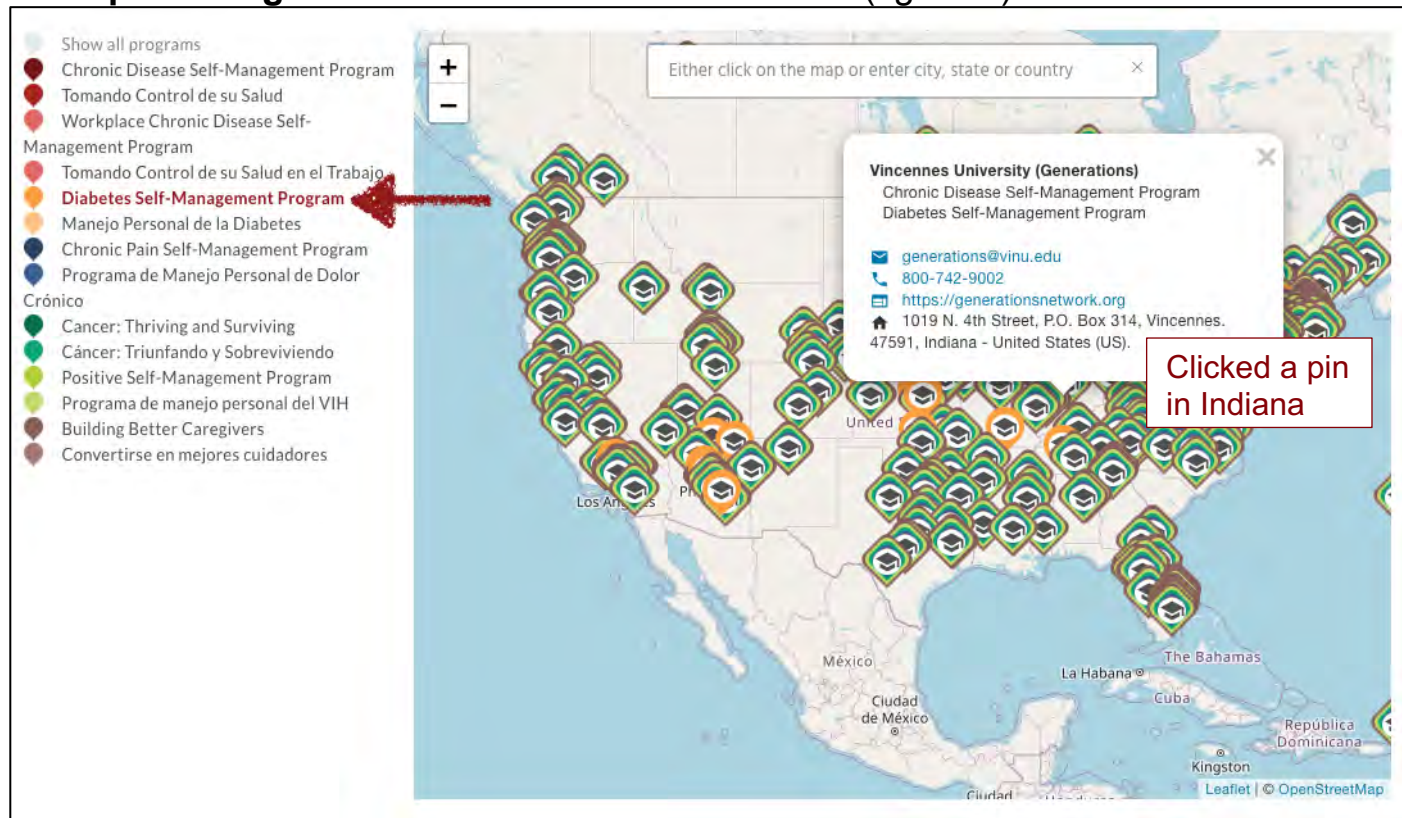 Show all programs
Chronic Disease Self-Management Program
Tomando Control de su Salud
Workplace Chronic Disease Self-
Management Program
Tomando Control de su Salud en el Trabajo
Diabetes Self-Management Program
Manejo Personal de la Diabetes
Chronic Pain Self-Management Program
Programa de Manejo Personal de Dolor
Crónico
Cancer: Thriving and Surviving
Cáncer: Triunfando y Sobreviviendo
Positive Self-Management Program
Programa de manejo personal del VIH
Building Better Caregivers
Convertirse en mejores cuidadores
+
−
Either click on the map or enter city, state or country ×
Vincennes University (Generations)
Chronic Disease Self-Management Program
Diabetes Self-Management Program
generations@vinu.edu
800-742-9002
https://generationsnetwork.org
1019 N. 4th Street, P.O. Box 314, Vincennes.
47591, Indiana - United States (US).
Clicked a pin
in Indiana
United
Los Angeles
México
Ciudad
de México
La Habana
The Bahamas
Cuba
República
Dominicana
Kingston
Ciudad
Leaflet | © OpenStreetMap